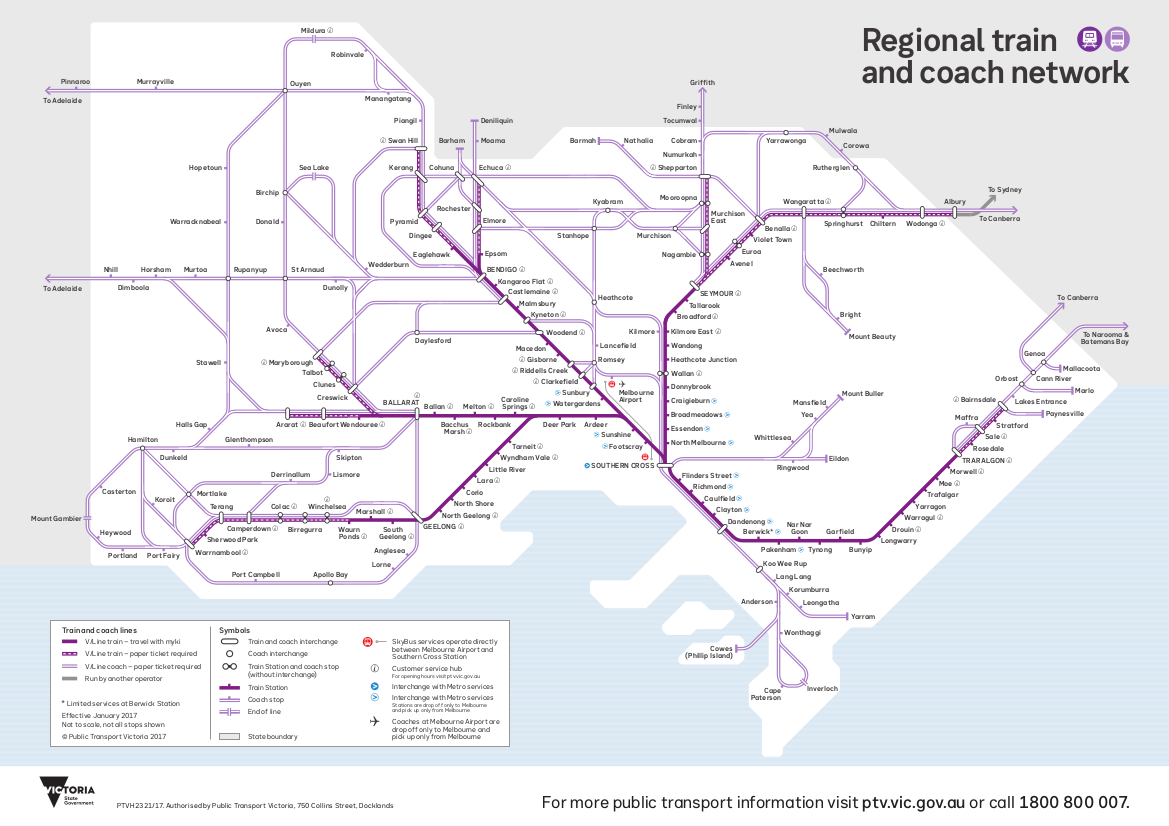 Regional train
and coach network
Mildura
Robinvale
Pinnaroo
Murrayville
Ouyen
To Adelaide
Manangatang
Griffith
Finley
Tocumwal
Piangil
Deniliquin
Swan Hill
Barham
Moama
Barmah
Nathalia
Cobram
Numurkah
Yarrawonga
Mulwala
Corowa
Hopetoun
Sea Lake
Kerang
Cohuna
Echuca
Shepparton
Rutherglen
Birchip
Mooroopna
Wangaratta
Albury
To Sydney
Warracknabeal
Donald
Rochester
Pyramid
Elmore
Kyabram
Murchison
East
To Canberra
Dingee
Stanhope
Murchison
Benalla
Springhurst
Chiltern
Wodonga
Violet Town
Eaglehawk
Epsom
Nagambie
Euroa
Avenel
Nhill
Horsham
Murtoa
Rupanyup
St Arnaud
Wedderburn
BENDIGO
Beechworth
To Adelaide
Dimboola
Dunolly
Kangaroo Flat
Castlemaine
SEYMOUR
Malmsbury
Heathcote
Tallarook
Kyneton
Broadford
Bright
To Canberra
Avoca
Daylesford
Woodend
Kilmore
Kilmore East
Mount Beauty
To Narooma &
Batemans Bay
Macedon
Lancefield
Wandong
Stawell
Maryborough
Gisborne
Romsey
Heathcote Junction
Genoa
Talbot
Riddells Creek
Wallan
Mallacoota
Clunes
Clarkefield
Melbourne
Airport
Donnybrook
Orbost
Cann River
Creswick
Sunbury
Craigieburn
Mount Buller
Marlo
BALLARAT
Ballan
Melton
Caroline
Springs
Watergardens
Broadmeadows
Mansfield
Yea
Bairnsdale
Lakes Entrance
Paynesville
Halls Gap
Ararat
Beaufort
Wendouree
Bacchus
Marsh
Rockbank
Deer Park
Ardeer
Essendon
Maffra
Stratford
Hamilton
Glenthompson
Sunshine
North Melbourne
Whittlesea
Sale
Dunkeld
Skipton
Tarneit
Footscray
Rosedale
Wyndham Vale
SOUTHERN CROSS
Ringwood
Eildon
TRARALGON
Derrinallum
Lismore
Little River
Flinders Street
Morwell
Casterton
Mortlake
Lara
Richmond
Moe
Koroit
Terang
Colac
Winchelsea
Corio
Caulfield
Trafalgar
Mount Gambier
Marshall
North Shore
Clayton
Yarragon
Heywood
Camperdown
Birregurra
Waurn
Ponds
South
Geelong
North Geelong
GEELONG
Dandenong
Nar Nar
Goon
Garfield
Warragul
Sherwood Park
Berwick*
Drouin
Portland
Port Fairy
Warrnambool
Anglesea
Pakenham
Tynong
Bunyip
Longwarry
Port Campbell
Apollo Bay
Lorne
Koo Wee Rup
Lang Lang
Korumburra
Anderson
Leongatha
Yarram
Wonthaggi
Cowes
(Phillip Island)
Cape
Paterson
Inverloch
Train and coach lines
V/Line train – travel with myki
V/Line train – paper ticket required
V/Line coach – paper ticket required
Run by another operator
* Limited services at Berwick Station
Effective January 2017
Not to scale, not all stops shown
© Public Transport Victoria 2017
Symbols
Train and coach interchange
Coach interchange
Train Station and coach stop
(without interchange)
Train Station
Coach stop
End of line
State boundary
SkyBus services operate directly
between Melbourne Airport and
Southern Cross Station
Customer service hub
For opening hours visit ptv.vic.gov.au
Interchange with Metro services
Interchange with Metro services
Stations are drop off only to Melbourne
and pick up only from Melbourne
Coaches at Melbourne Airport are
drop off only to Melbourne and
pick up only from Melbourne
VICTORIA
State
Government
PTVH2321/17. Authorised by Public Transport Victoria, 750 Collins Street, Docklands
For more public transport information visit ptv.vic.gov.au or call 1800 800 007.